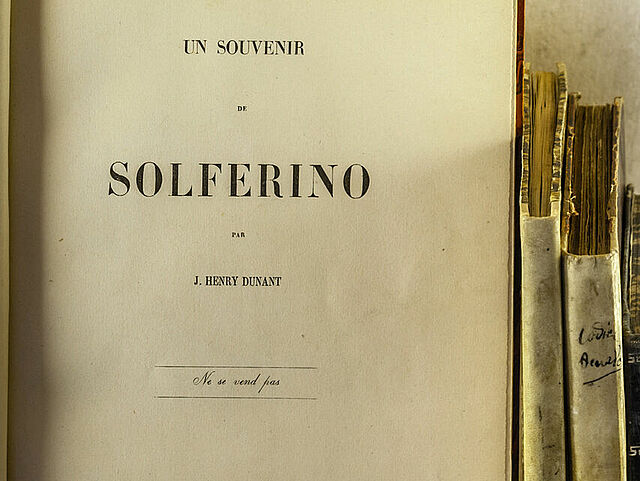 UN SOUVENIR
DE
SOLFERINO
PAR
J. HENRY DUNANT
Ne se vend pas